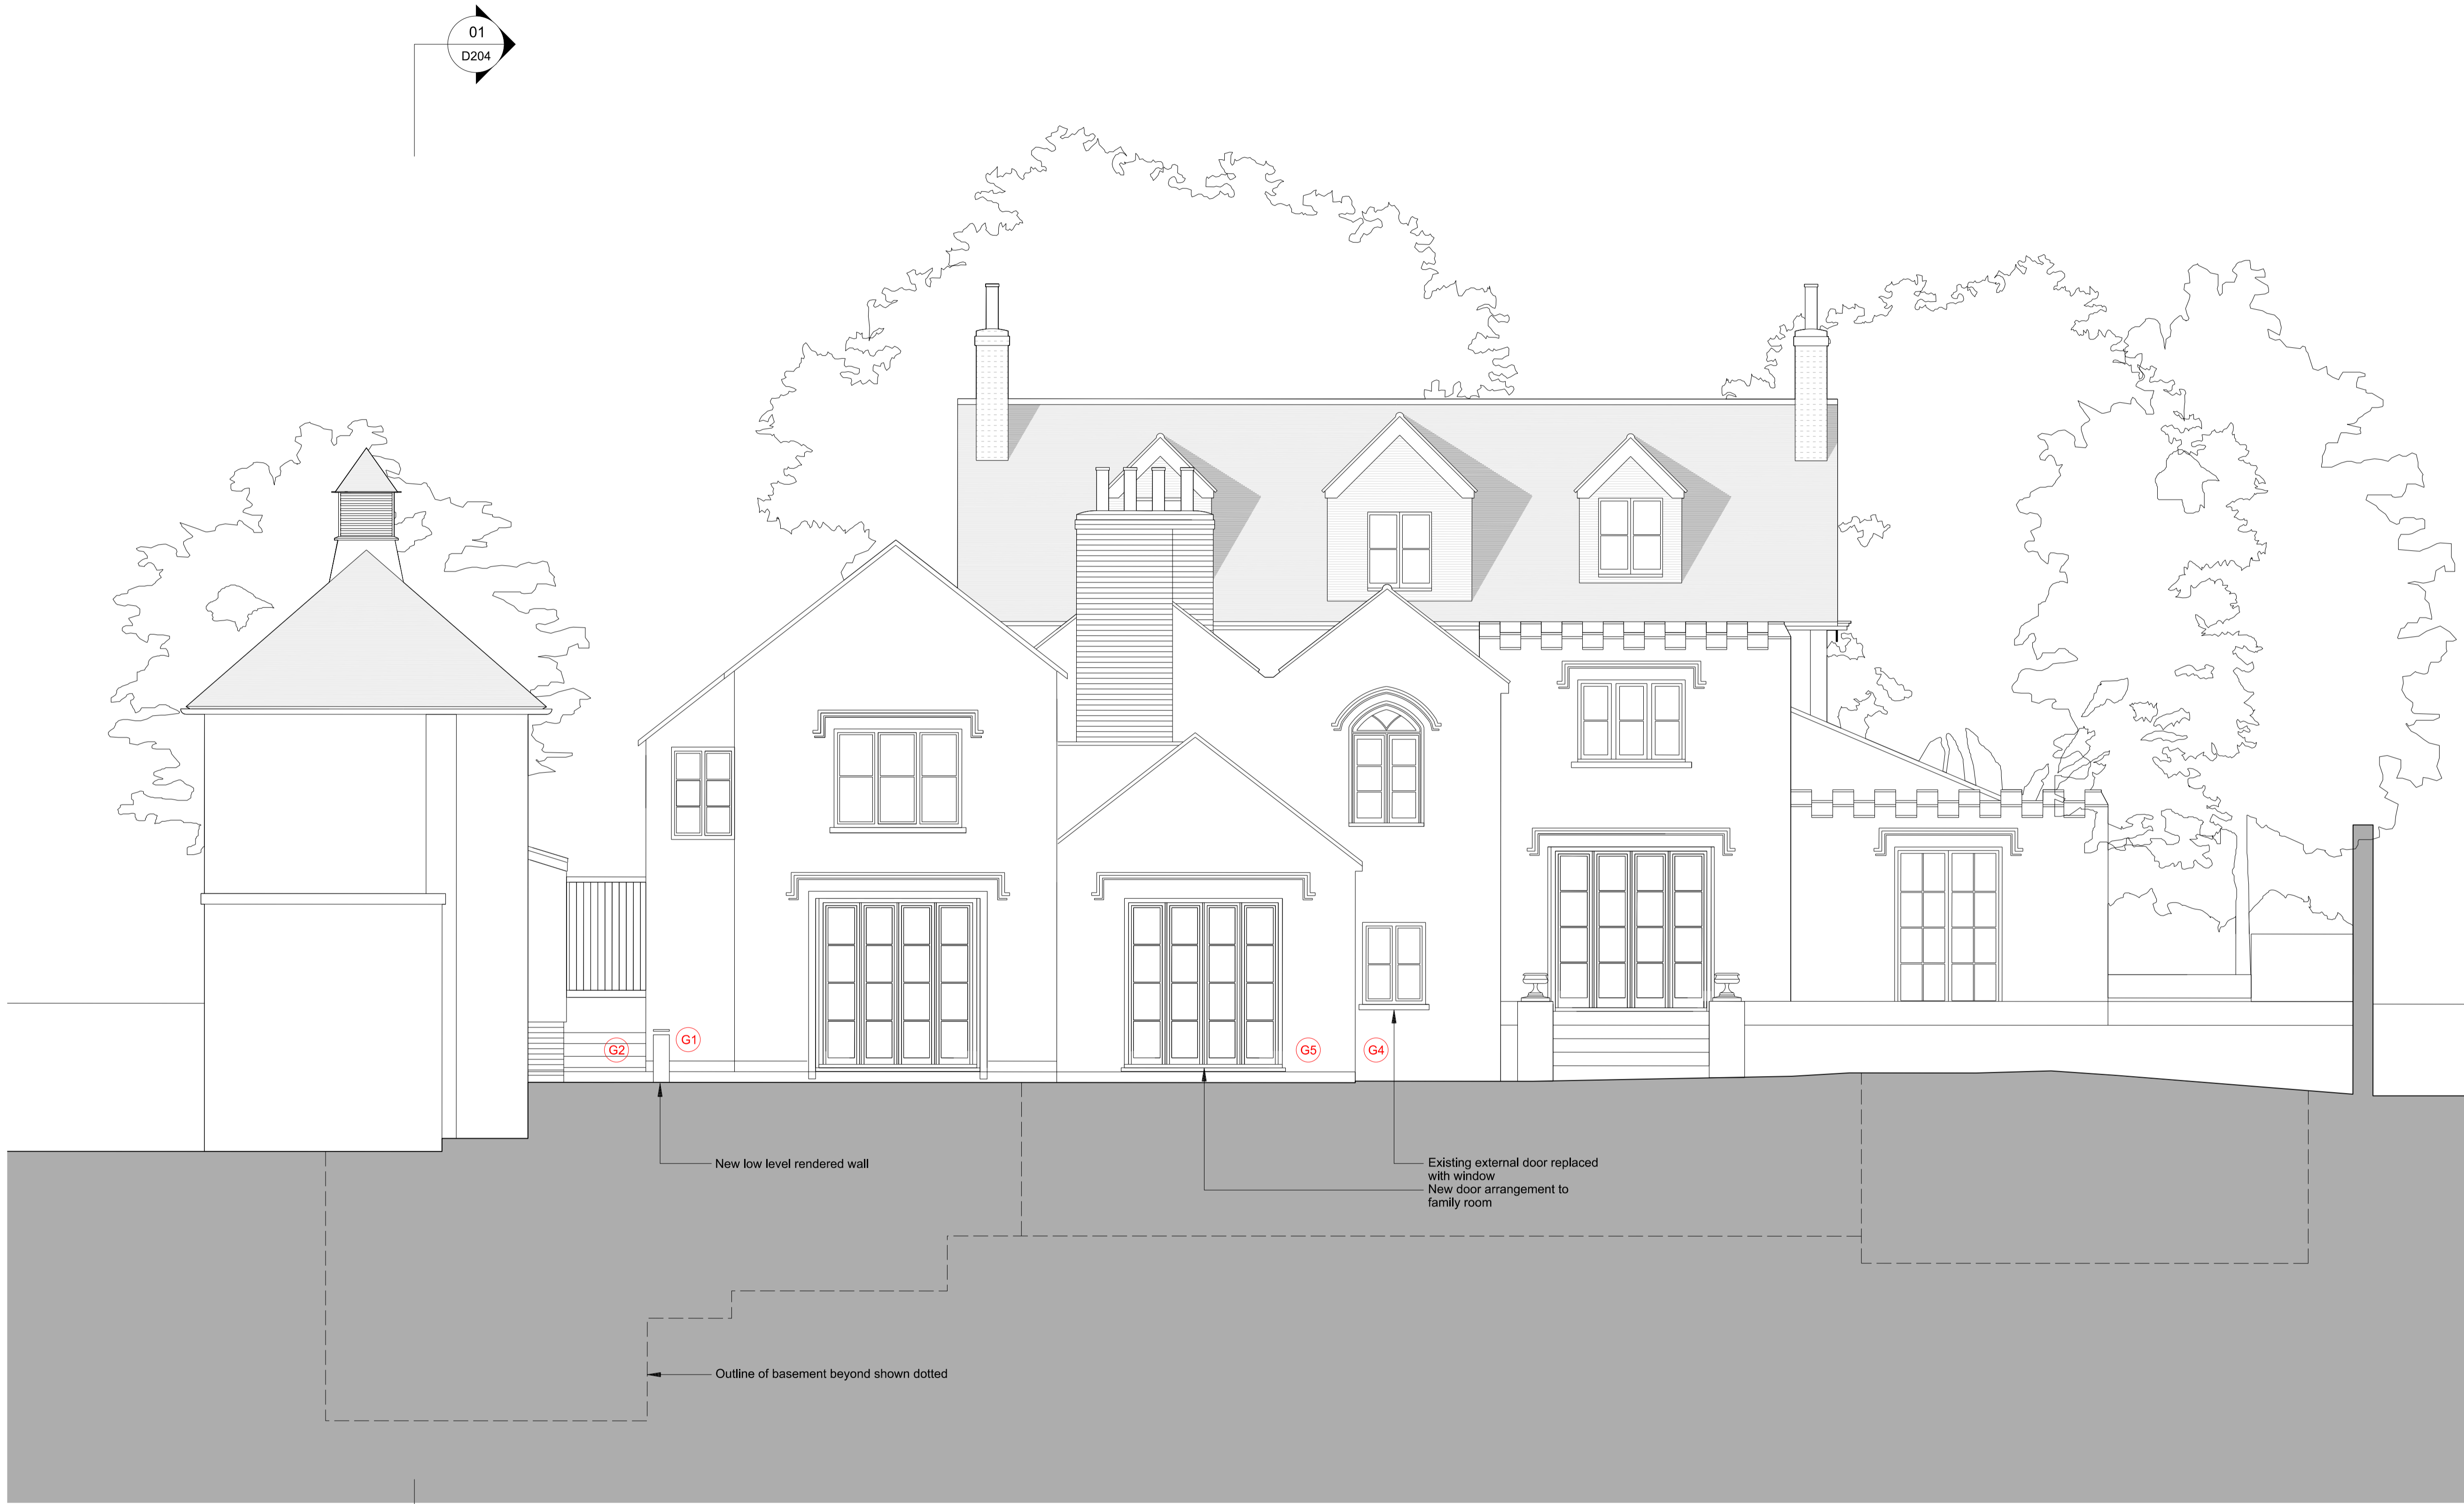 01
D204
G1
G2
G5
G4
New low level rendered wall
Existing external door replaced
with window
New door arrangement to
family room
Outline of basement beyond shown dotted